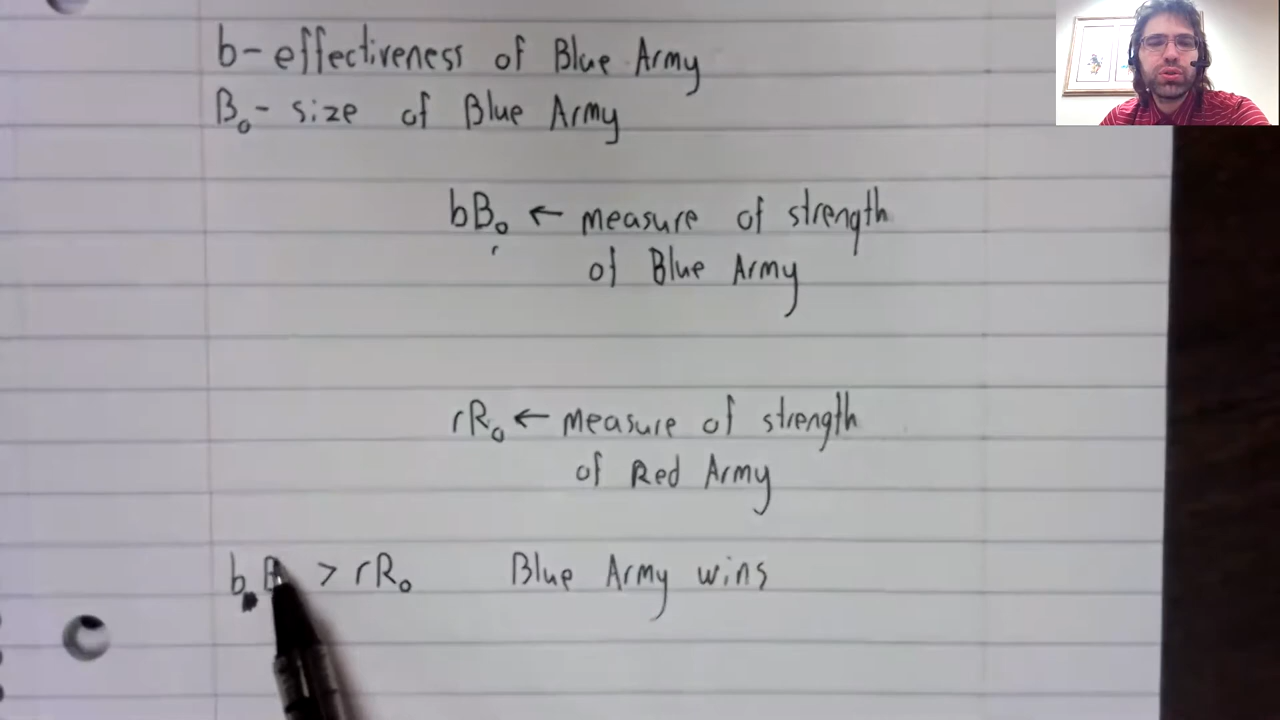 b - effectiveness of Blue Army
B₀ - size of Blue Army
bB₀ ← measure of strength
of Blue Army
rR₀ ← measure of strength
of Red Army
b B > rR₀ Blue Army wins